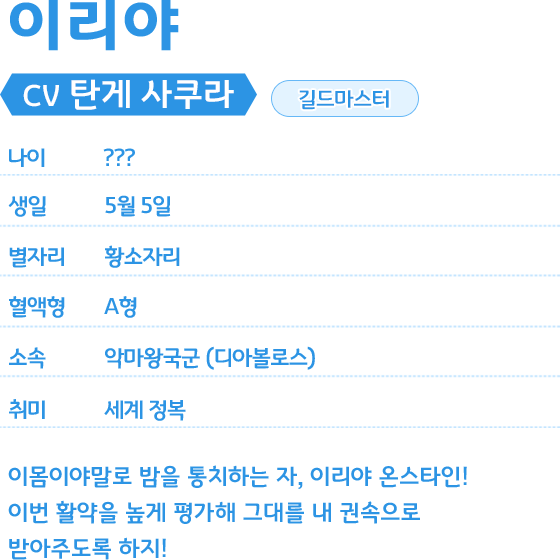 이리야
CV 탄게 사쿠라 길드마스터
나이 ???
생일 5월 5일
별자리 황소자리
혈액형 A형
소속 악마왕국군 (디아볼로스)
취미 세계 정복
이몸이야말로 밤을 통치하는 자, 이리야 온스타인!
이번 활약을 높게 평가해 그대를 내 권속으로
받아주도록 하지!